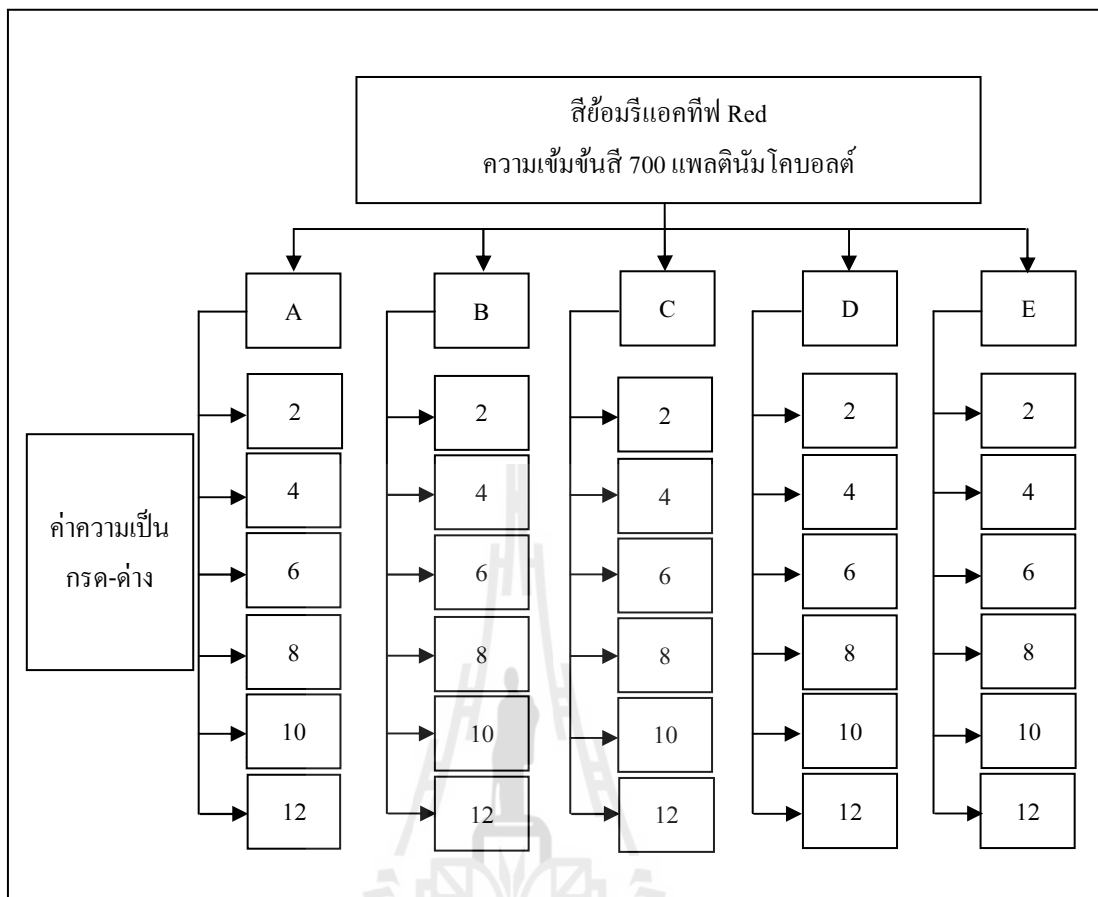 สีย้อมรีแอคทีฟ Red
ความเข้มข้นสี 700 แพลตินัมโคบอลต์
A B C D E
2 2 2 2 2
4 4 4 4 4
ค่าความเป็น
กรด-ด่าง
6 6 6 6 6
8 8 8 8 8
10 10 10 10 10
12 12 12 12 12